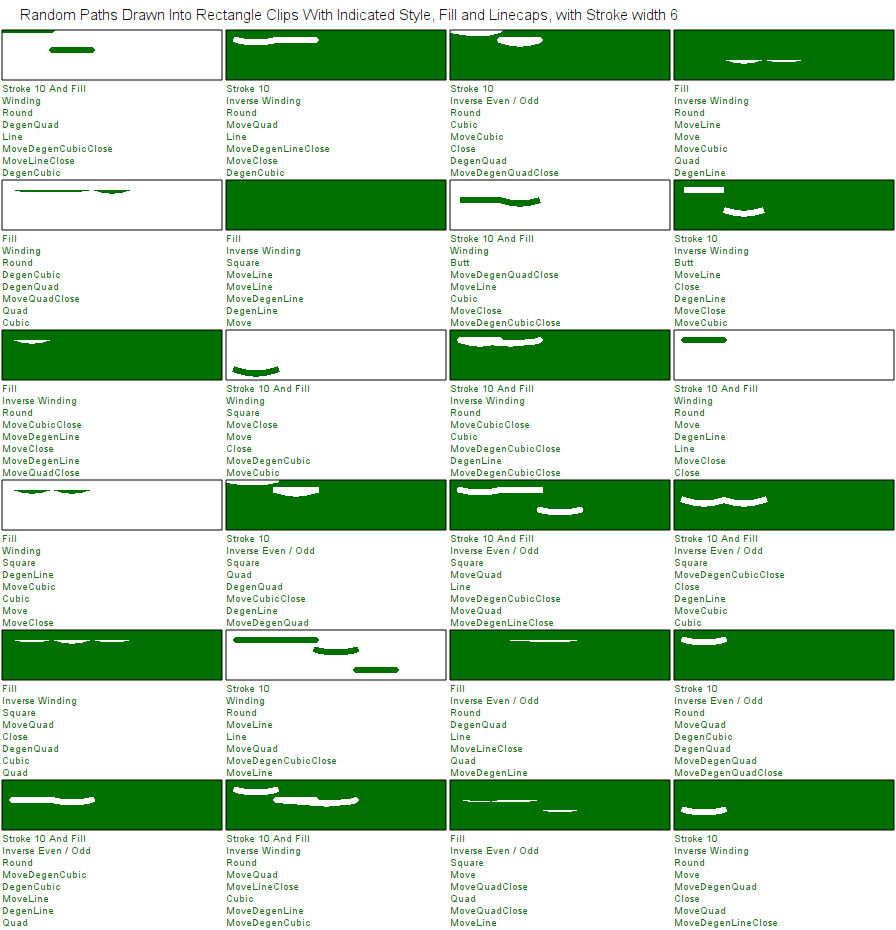 Random Paths Drawn Into Rectangle Clips With Indicated Style, Fill and Linecaps, with Stroke width 6
Stroke 10 And Fill
Winding
Round
DegenQuad
Line
MoveDegenCubicClose
MoveLineClose
DegenCubic
Stroke 10
Inverse Winding
Round
MoveQuad
Line
MoveDegenLineClose
MoveClose
DegenCubic
Stroke 10
Inverse Even / Odd
Round
Cubic
MoveCubic
Close
DegenQuad
MoveDegenQuadClose
Fill
Inverse Winding
Round
MoveLine
Move
MoveCubic
Quad
DegenLine
Fill
Winding
Round
DegenCubic
DegenQuad
MoveQuadClose
Quad
Cubic
Fill
Inverse Winding
Square
MoveLine
MoveLine
MoveDegenLine
DegenLine
Move
Stroke 10 And Fill
Winding
Butt
MoveDegenQuadClose
MoveLine
Cubic
MoveClose
MoveDegenCubicClose
Stroke 10
Inverse Winding
Butt
MoveLine
Close
DegenLine
MoveClose
MoveCubic
Fill
Inverse Winding
Round
MoveCubicClose
MoveDegenLine
MoveClose
MoveDegenLine
MoveQuadClose
Stroke 10 And Fill
Winding
Square
MoveClose
Move
Close
MoveDegenCubic
MoveCubic
Stroke 10 And Fill
Inverse Winding
Round
MoveCubicClose
Cubic
MoveDegenCubicClose
DegenLine
MoveDegenCubicClose
Stroke 10 And Fill
Winding
Round
Move
DegenLine
Line
MoveClose
Close
Fill
Winding
Square
DegenLine
MoveCubic
Cubic
Move
MoveClose
Stroke 10
Inverse Even / Odd
Square
Quad
DegenQuad
MoveCubicClose
DegenLine
MoveDegenQuad
Stroke 10 And Fill
Inverse Even / Odd
Square
MoveQuad
Line
MoveDegenCubicClose
MoveQuad
MoveDegenLineClose
Stroke 10 And Fill
Inverse Even / Odd
Square
MoveDegenCubicClose
Close
DegenLine
MoveCubic
Cubic
Fill
Inverse Winding
Square
MoveQuad
Close
DegenQuad
Cubic
Quad
Stroke 10
Winding
Round
MoveLine
Line
MoveQuad
MoveDegenCubicClose
MoveLine
Fill
Inverse Even / Odd
Round
DegenQuad
Line
MoveLineClose
Quad
MoveDegenLine
Stroke 10
Inverse Even / Odd
Round
MoveQuad
DegenCubic
DegenQuad
MoveDegenQuad
MoveDegenQuadClose
Stroke 10 And Fill
Inverse Even / Odd
Round
MoveDegenCubic
DegenCubic
MoveLine
DegenLine
Quad
Stroke 10 And Fill
Inverse Winding
Round
MoveQuad
MoveLineClose
Cubic
MoveDegenLine
MoveDegenCubic
Fill
Inverse Even / Odd
Square
Move
MoveQuadClose
Quad
MoveQuadClose
MoveLine
Stroke 10
Inverse Winding
Round
Move
MoveDegenQuad
Close
MoveQuad
MoveDegenLineClose